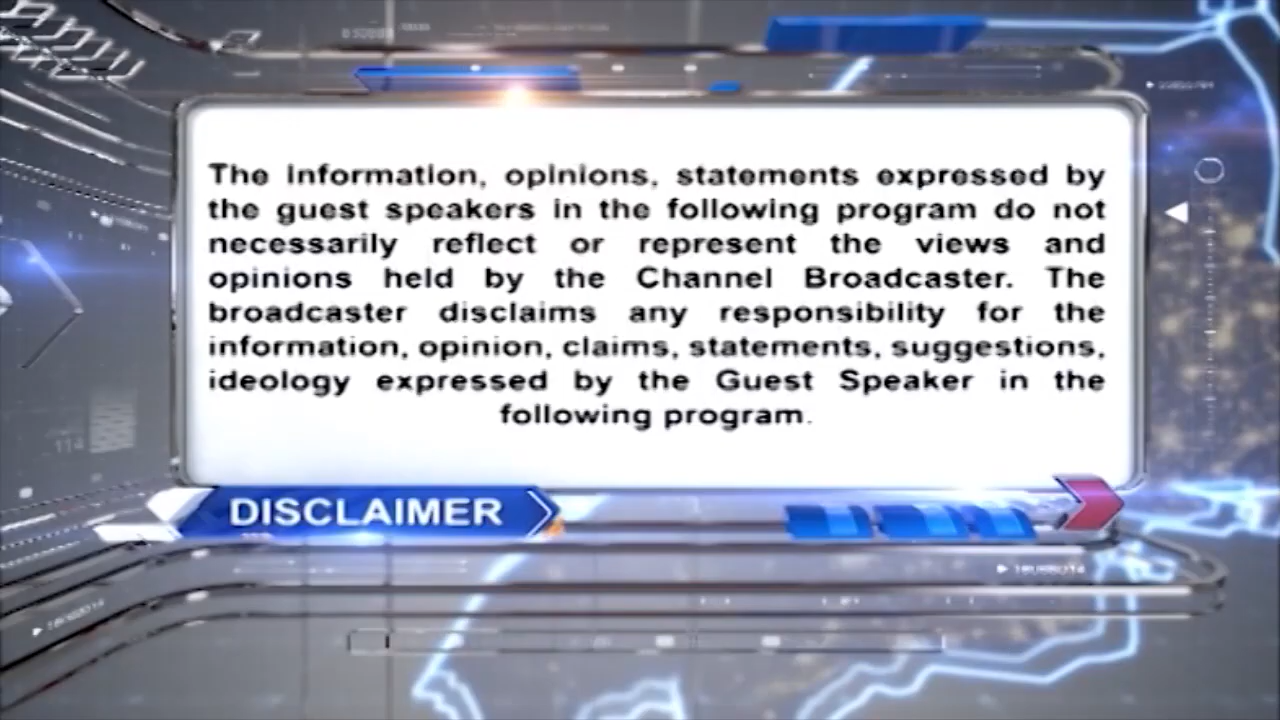 The information, opinions, statements expressed by
the guest speakers in the following program do not
necessarily reflect or represent the views and
opinions held by the Channel Broadcaster. The
broadcaster disclaims any responsibility for the
information, opinion, claims, statements, suggestions,
ideology expressed by the Guest Speaker in the
following program.
DISCLAIMER
114